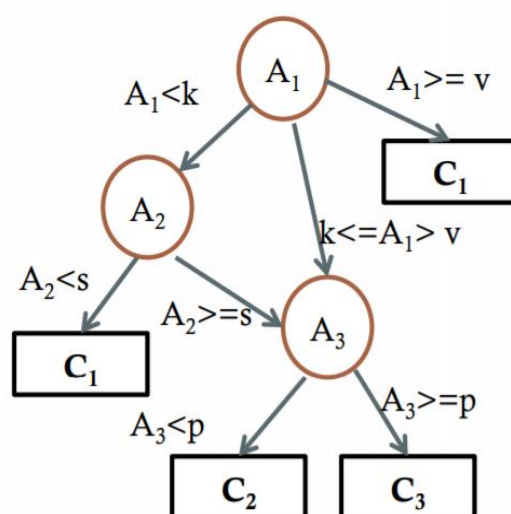 A₁
A₁<k
A₁>= v
C₁
A₂
k<=A₁> v
A₂<s
A₂>=s
A₃
C₁
A₃<p
A₃>=p
C₂
C₃